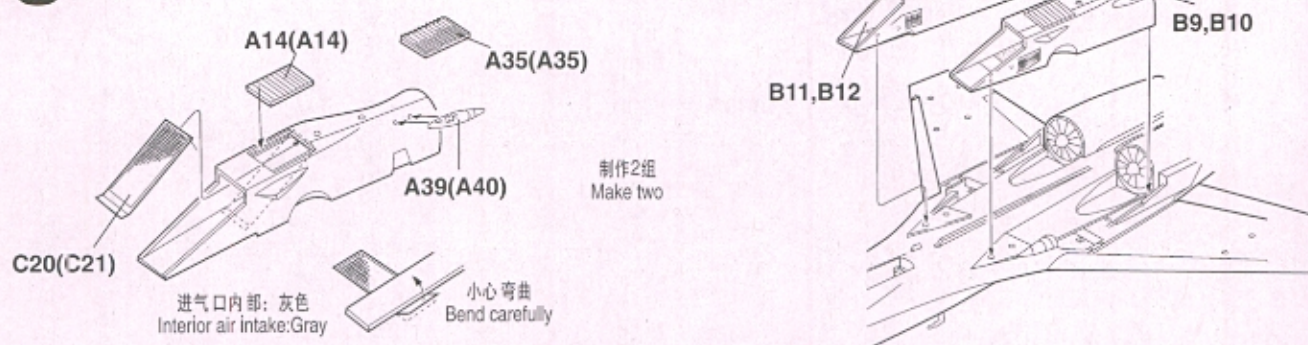 A14(A14)
A35(A35)
A39(A40)
C20(C21)
制作2组
Make two
进气口内部：灰色
Interior air intake:Gray
小心弯曲
Bend carefully
B9,B10
B11,B12